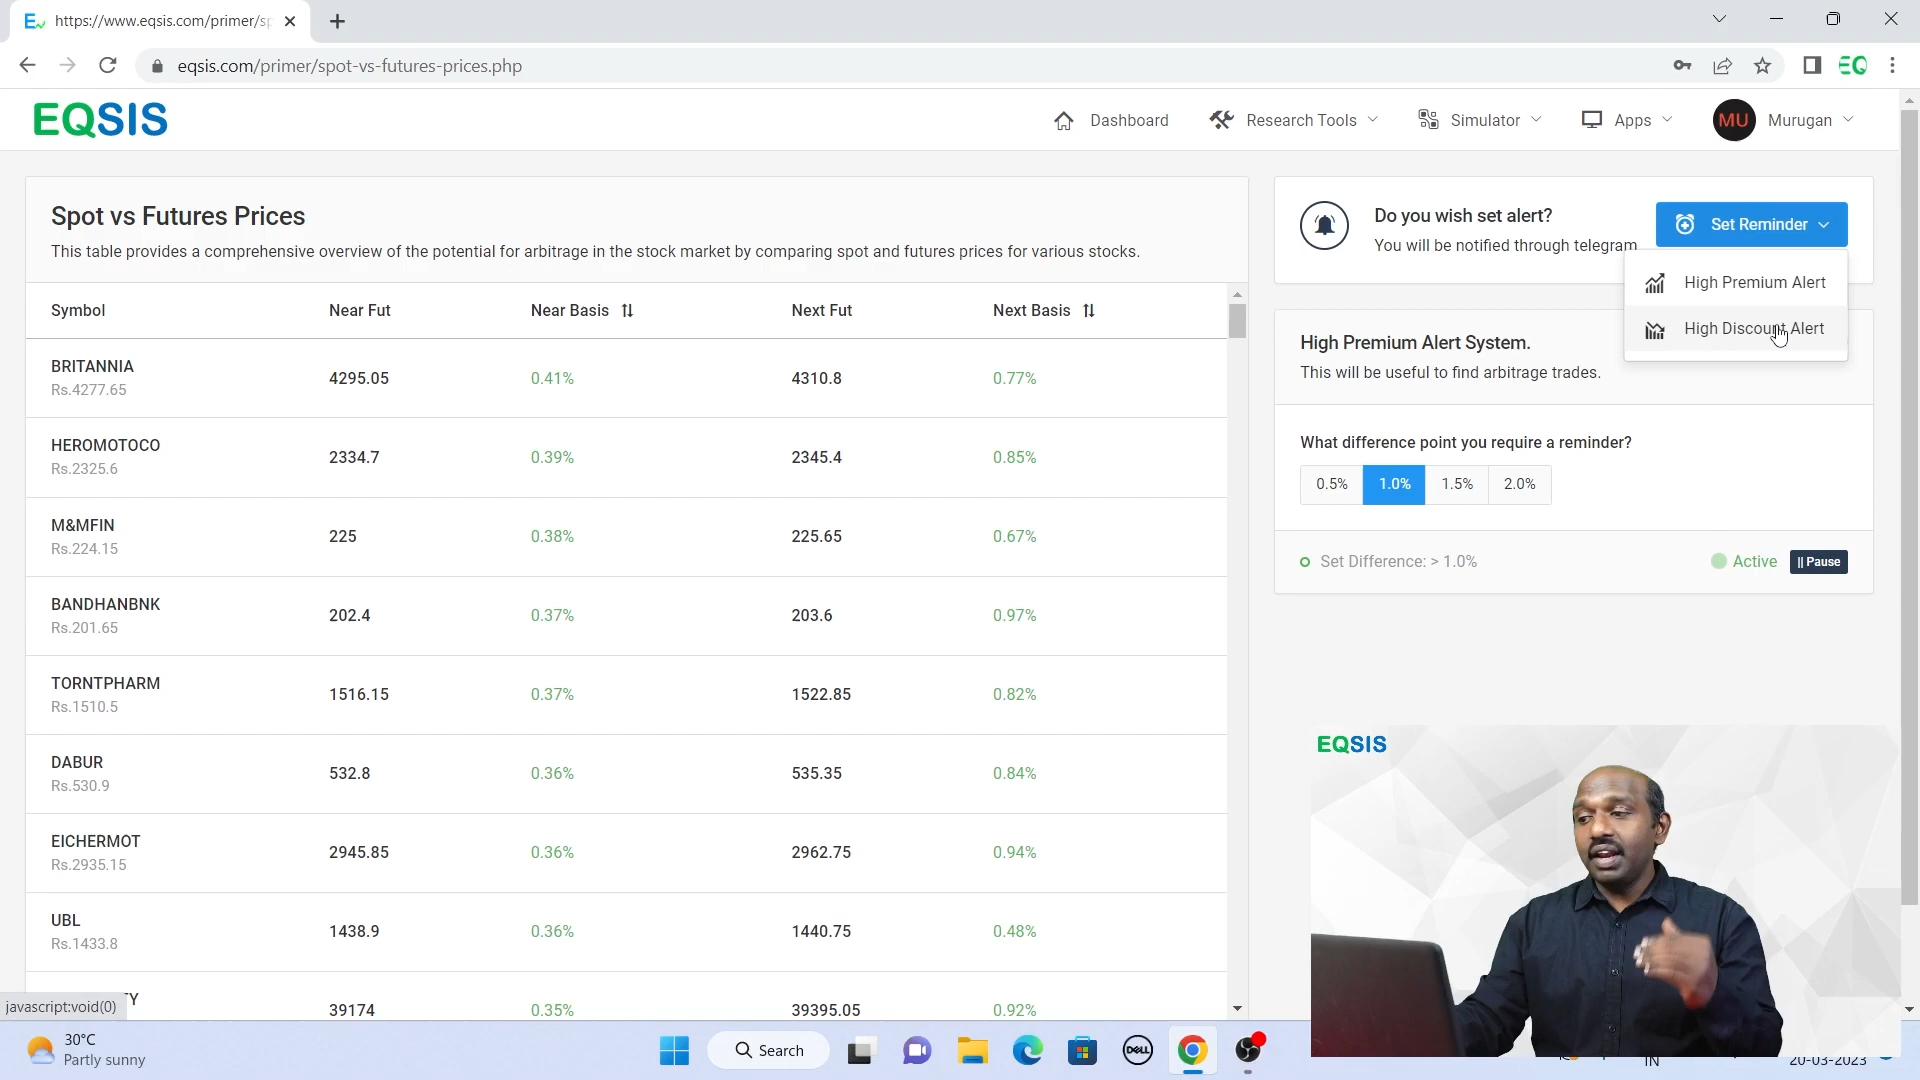 https://www.eqsis.com/primer/sp
eqsis.com/primer/spot-vs-futures-prices.php
EQ
EQSIS
Dashboard
Research Tools
Simulator
Apps
MU
Murugan
Spot vs Futures Prices
This table provides a comprehensive overview of the potential for arbitrage in the stock market by comparing spot and futures prices for various stocks.
Symbol Near Fut Near Basis Next Fut Next Basis
BRITANNIA
Rs.4277.65
4295.05 0.41% 4310.8 0.77%
HEROMOTOCO
Rs.2325.6
2334.7 0.39% 2345.4 0.85%
M&MFIN
Rs.224.15
225 0.38% 225.65 0.67%
BANDHANBNK
Rs.201.65
202.4 0.37% 203.6 0.97%
TORNTPHARM
Rs.1510.5
1516.15 0.37% 1522.85 0.82%
DABUR
Rs.530.9
532.8 0.36% 535.35 0.84%
EICHERMOT
Rs.2935.15
2945.85 0.36% 2962.75 0.94%
UBL
Rs.1433.8
1438.9 0.36% 1440.75 0.48%
TY
39174 0.35% 39395.05 0.92%
javascript:void(0)
Do you wish set alert?
You will be notified through telegram
Set Reminder
High Premium Alert
High Discount Alert
High Premium Alert System.
This will be useful to find arbitrage trades.
What difference point you require a reminder?
0.5% 1.0% 1.5% 2.0%
Set Difference: > 1.0%
Active
|| Pause
EQSIS
30°C
Partly sunny
Search
DELL
IN
20-03-2023